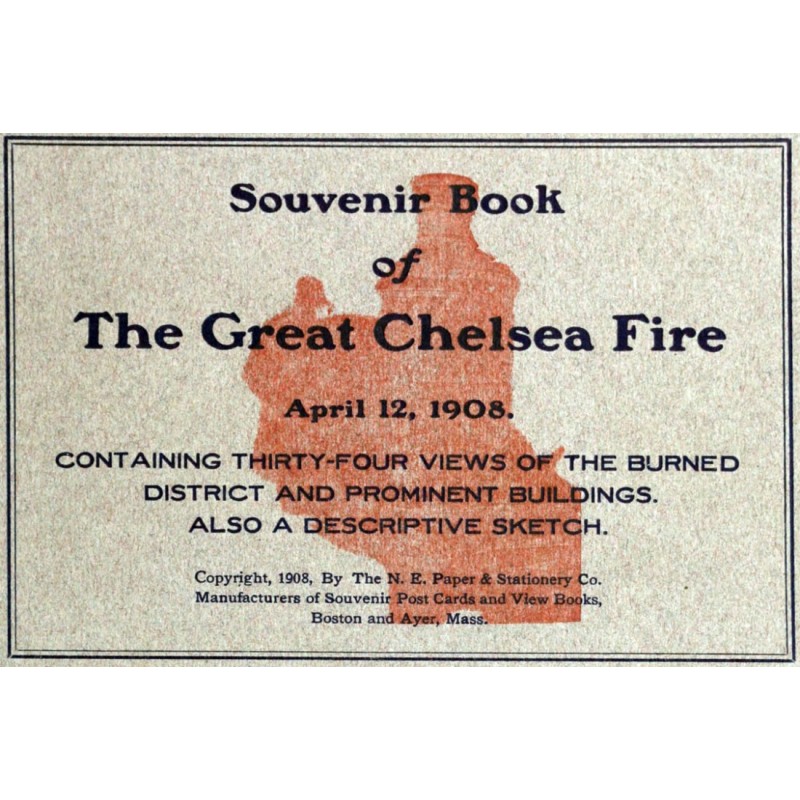 Souvenir Book
of
The Great Chelsea Fire
April 12, 1908.
CONTAINING THIRTY-FOUR VIEWS OF THE BURNED
DISTRICT AND PROMINENT BUILDINGS.
ALSO A DESCRIPTIVE SKETCH.
Copyright, 1908, By The N. E. Paper & Stationery Co.
Manufacturers of Souvenir Post Cards and View Books,
Boston and Ayer, Mass.